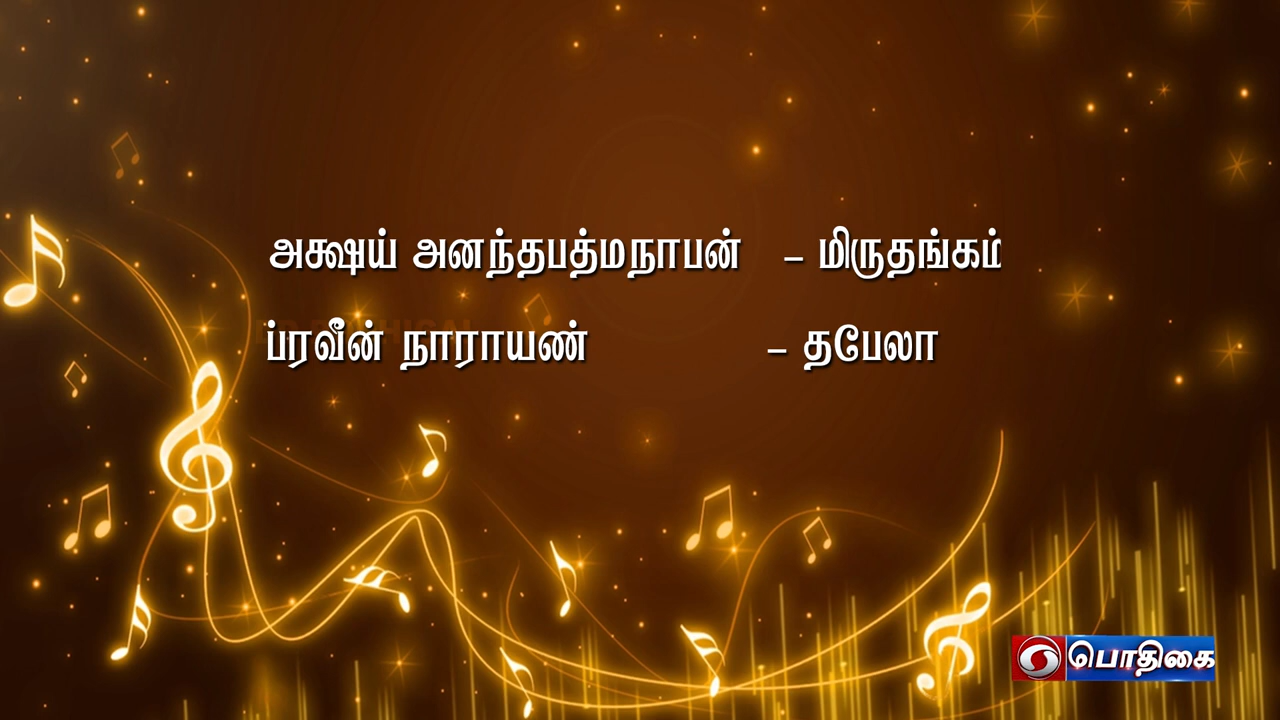 அக்ஷய் அனந்தபத்மநாபன் – மிருதங்கம்
ப்ரவீன் நாராயண் – தபேலா
பொதிகை